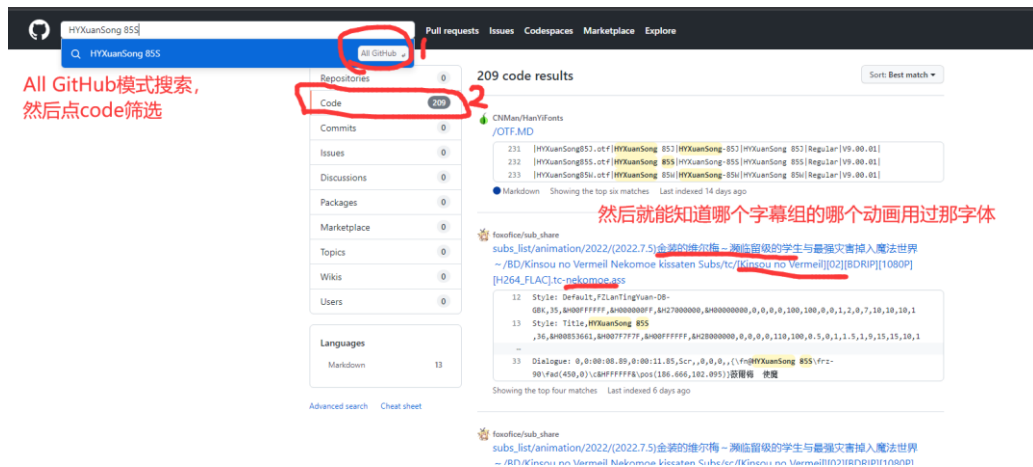 HYXuanSong 85S
Pull requests Issues Codespaces Marketplace Explore
HYXuanSong 85S
All GitHub
1
All GitHub模式搜索,
然后点code筛选
Repositories 0
Code 209
2
Commits 0
Issues 0
Discussions 0
Packages 0
Marketplace 0
Topics 0
Wikis 0
Users 0
Languages
Markdown 13
Advanced search Cheat sheet
209 code results
Sort: Best match
CNMan/HanYiFonts
/OTF.MD
231 |HYXuanSong85J.otf|HYXuanSong 85J|HYXuanSong-85J|HYXuanSong 85J|Regular|V9.00.01|
232 |HYXuanSong85S.otf|HYXuanSong 85S|HYXuanSong-85S|HYXuanSong 85S|Regular|V9.00.01|
233 |HYXuanSong85W.otf|HYXuanSong 85W|HYXuanSong-85W|HYXuanSong 85W|Regular|V9.00.01|
Markdown Showing the top six matches Last indexed 14 days ago
然后就能知道哪个字幕组的哪个动画用过那字体
foxofice/sub_share
subs_list/animation/2022/(2022.7.5)金装的维尔梅~濒临留级的学生与最强灾害掉入魔法世界
~/BD/Kinsou no Vermeil Nekomoe kissaten Subs/tc/[Kinsou no Vermeil][02][BDRIP][1080P]
[H264_FLAC].tc-nekomoe.ass
12 Style: Default,FZLanTingYuan-DB-
GBK,35,&H00FFFFFF,&H000000FF,&H27000000,&H00000000,0,0,0,0,100,100,0,0,1,2,0,7,10,10,10,1
13 Style: Title,HYXuanSong 85S
,36,&H00853661,&H007F7F7F,&H00FFFFFF,&H28000000,0,0,0,0,110,100,0.5,0,1,1.5,1,9,15,15,10,1
…
33 Dialogue: 0,0:00:08.89,0:00:11.85,Scr,,0,0,0,,{\fn@HYXuanSong 85S\frz-
90\fad(450,0)\c&HFFFFFF&\pos(186.666,102.095)}薇爾梅 使魔
Showing the top four matches Last indexed 6 days ago
foxofice/sub_share
subs_list/animation/2022/(2022.7.5)金装的维尔梅~濒临留级的学生与最强灾害掉入魔法世界
~/BD/Kinsou no Vermeil Nekomoe kissaten Subs/sc/[Kinsou no Vermeil][02][BDRIP][1080P]